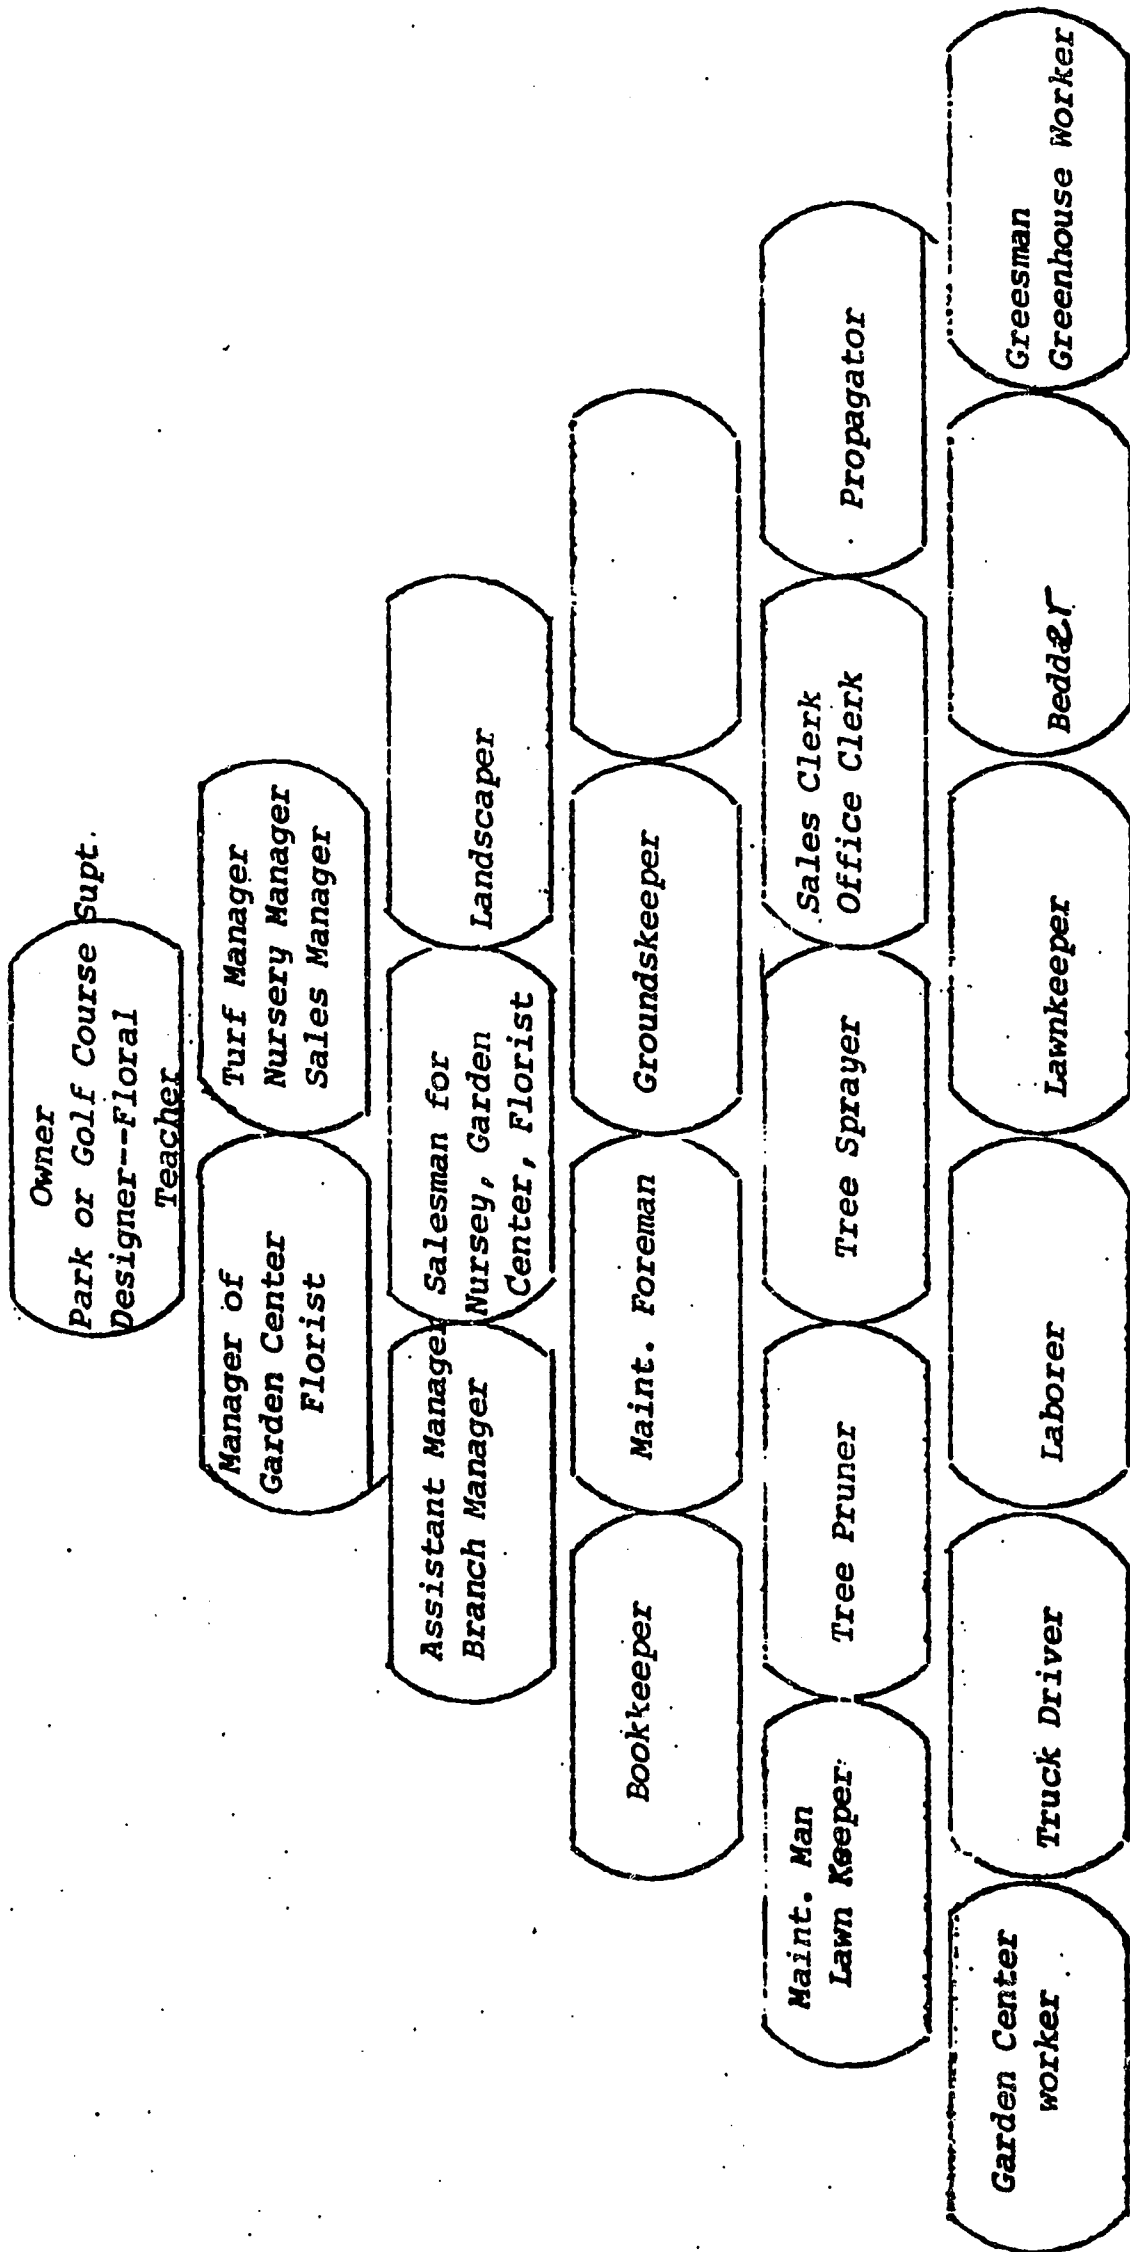 Owner
Park or Golf Course Supt.
Designer--Floral
Teacher
Manager of
Garden Center
Florist
Turf Manager
Nursery Manager
Sales Manager
Assistant Manager
Branch Manager
Salesman for
Nursey, Garden
Center, Florist
Landscaper
Bookkeeper
Maint. Foreman
Groundskeeper
Maint. Man
Lawn Keeper
Tree Pruner
Tree Sprayer
Sales Clerk
Office Clerk
Propagator
Garden Center
worker
Truck Driver
Laborer
Lawnkeeper
Bedder
Greesman
Greenhouse Worker